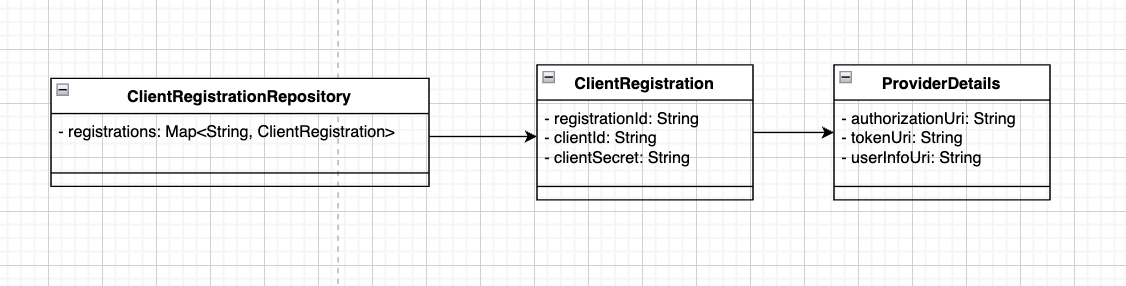 ClientRegistrationRepository
- registrations: Map<String, ClientRegistration>
ClientRegistration
- registrationId: String
- clientId: String
- clientSecret: String
ProviderDetails
- authorizationUri: String
- tokenUri: String
- userInfoUri: String